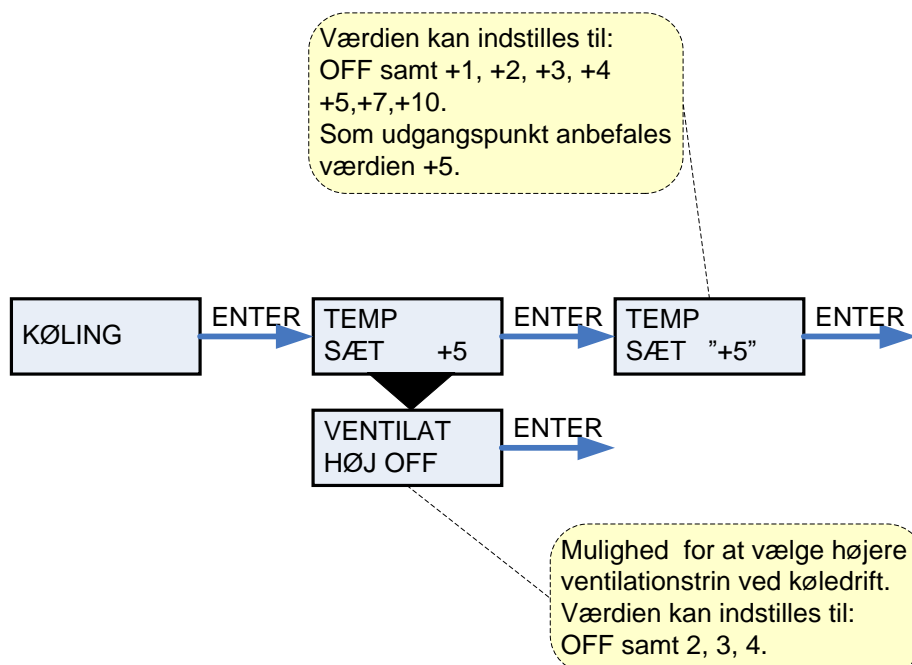 Værdien kan indstilles til:
OFF samt +1, +2, +3, +4
+5,+7,+10.
Som udgangspunkt anbefales
værdien +5.
KØLING
ENTER
TEMP
SÆT +5
ENTER
TEMP
SÆT ”+5”
ENTER
VENTILAT
HØJ OFF
ENTER
Mulighed for at vælge højere
ventilationstrin ved køledrift.
Værdien kan indstilles til:
OFF samt 2, 3, 4.